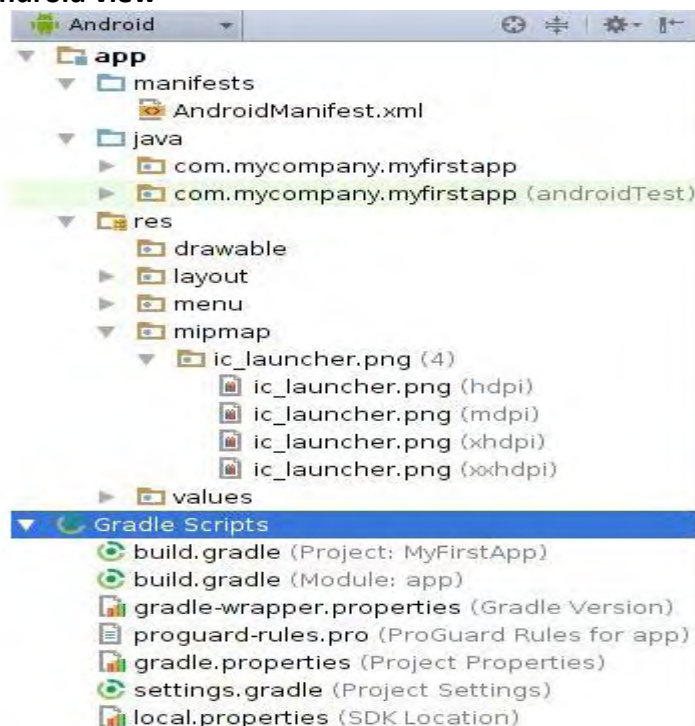 Android
app
manifests
AndroidManifest.xml
java
com.mycompany.myfirstapp
com.mycompany.myfirstapp (androidTest)
res
drawable
layout
menu
mipmap
ic_launcher.png (4)
ic_launcher.png (hdpi)
ic_launcher.png (mdpi)
ic_launcher.png (xhdpi)
ic_launcher.png (xxhdpi)
values
Gradle Scripts
build.gradle (Project: MyFirstApp)
build.gradle (Module: app)
gradle-wrapper.properties (Gradle Version)
proguard-rules.pro (ProGuard Rules for app)
gradle.properties (Project Properties)
settings.gradle (Project Settings)
local.properties (SDK Location)